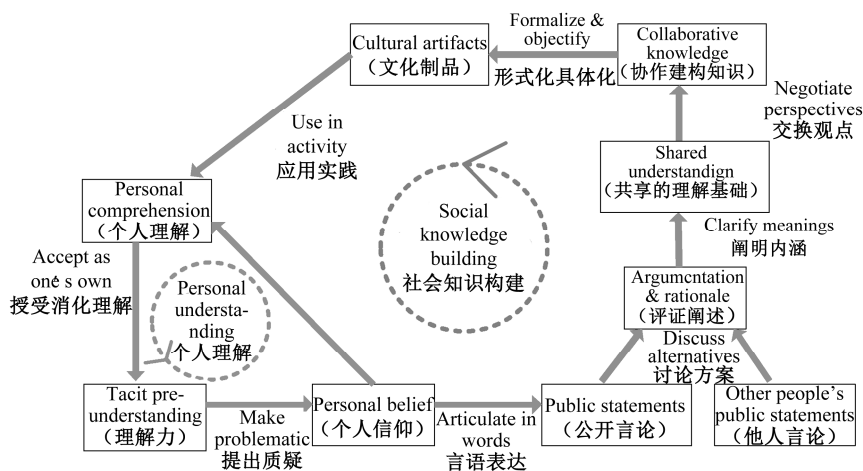 Formalize &
objectify
形式化具体化
Cultural artifacts
（文化制品）
Collaborative
knowledge
（协作建构知识）
Negotiate
perspectives
交换观点
Use in
activity
应用实践
Shared
understandign
（共享的理解基础）
Personal
comprehension
（个人理解）
Social
knowledge
building
社会知识构建
Clarify meanings
阐明内涵
Accept as
one's own
授受消化理解
Personal
understa-
nding
个人理解
Argumcntation
& rationale
（评证阐述）
Discuss
alternatives
讨论方案
Tacit pre-
understanding
（理解力）
Make
problematic
提出质疑
Personal belief
（个人信仰）
Articulate in
words
言语表达
Public statements
（公开言论）
Other people's
public statements
（他人言论）